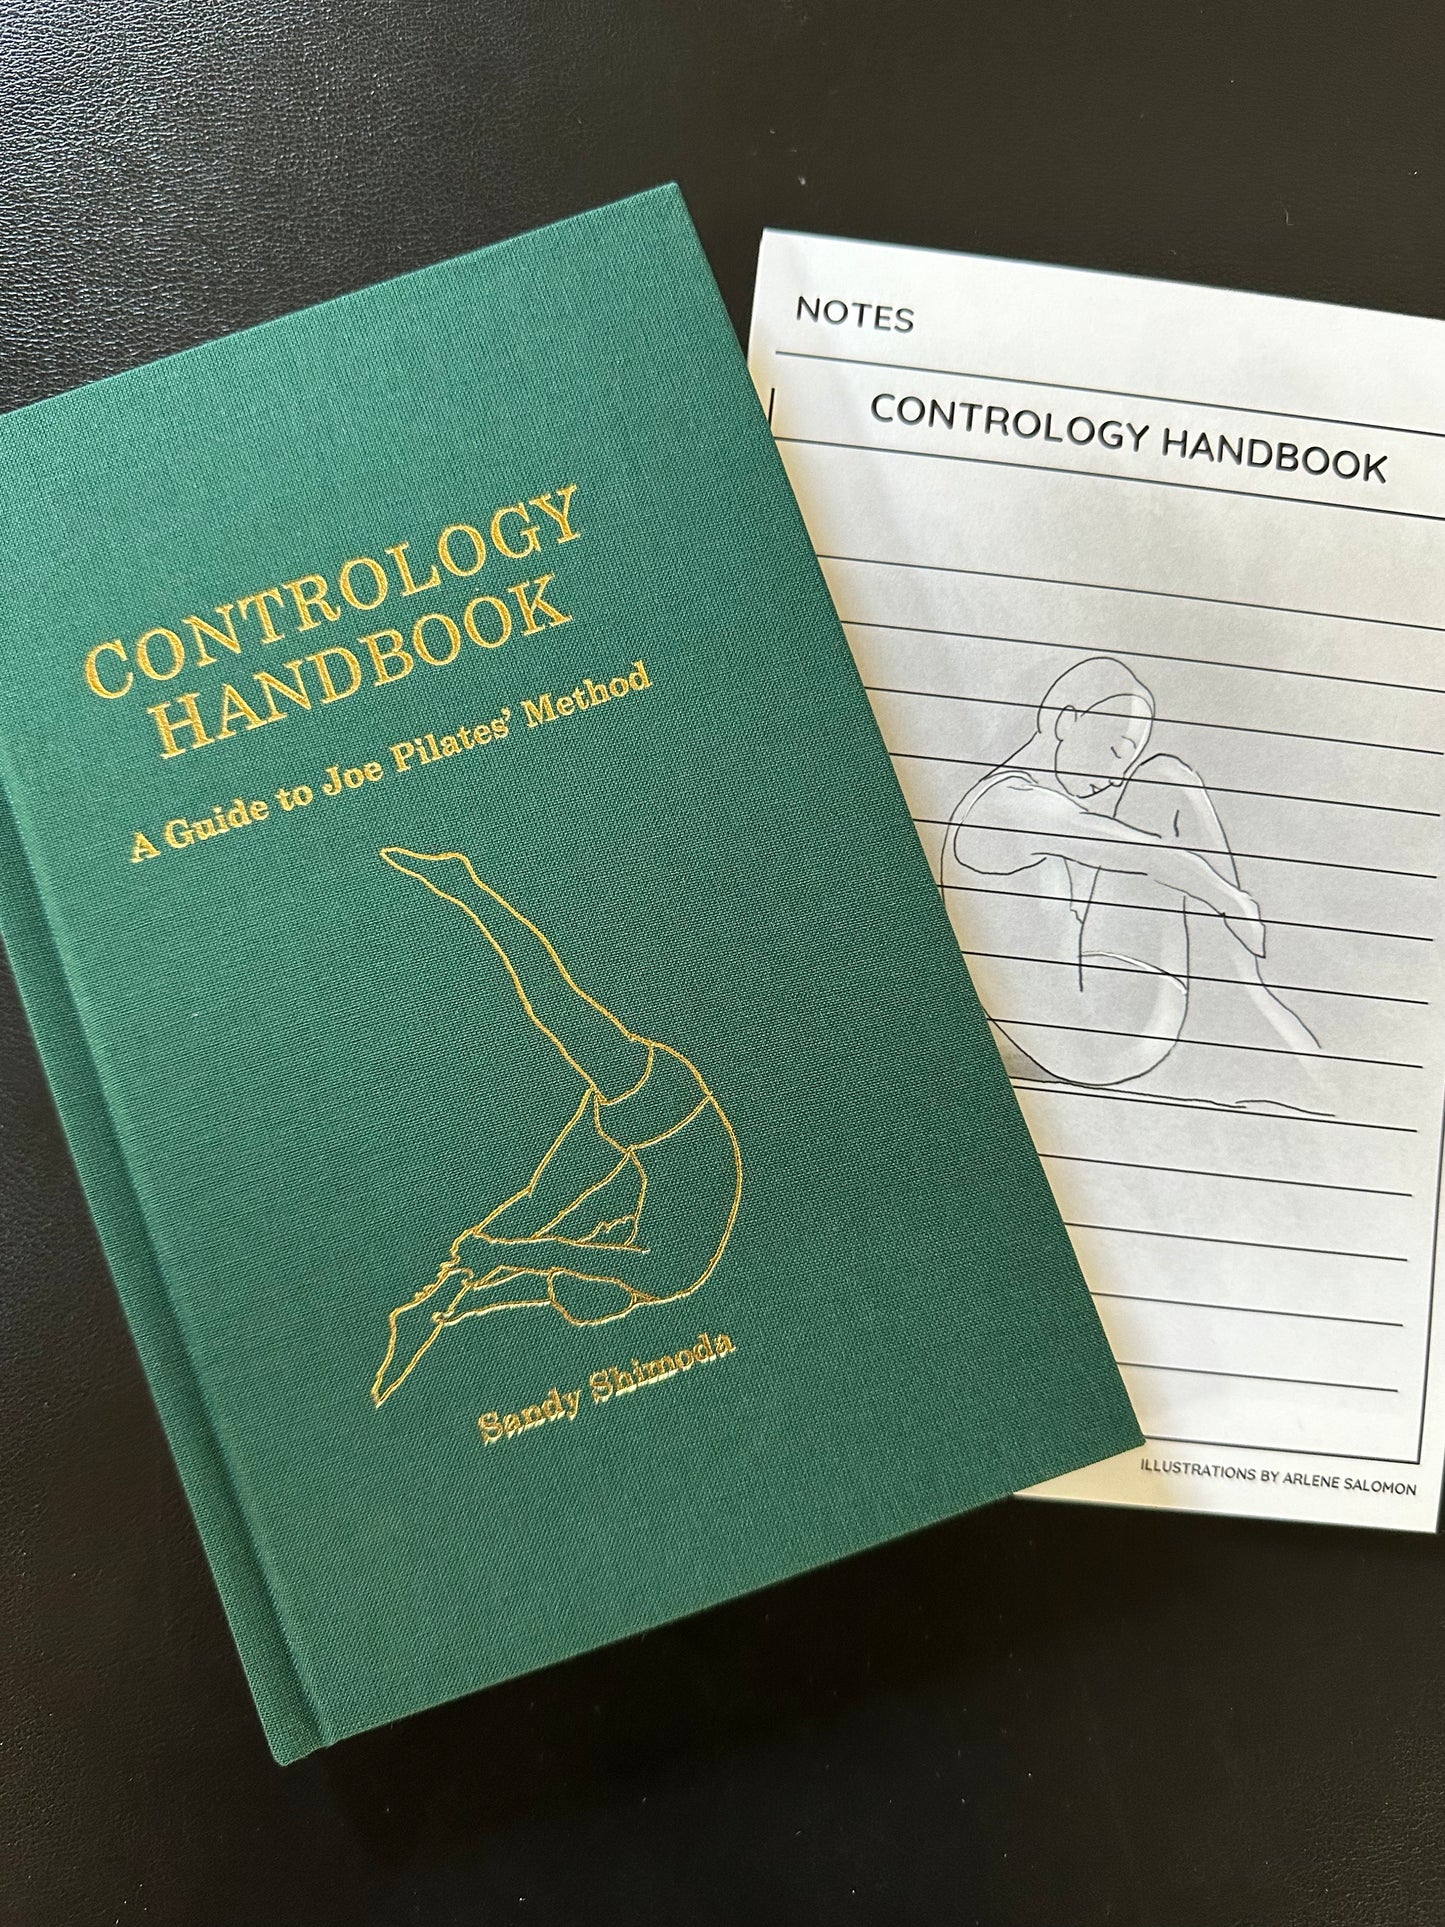 CONTROLOGY
HANDBOOK
A Guide to Joe Pilates' Method
Sandy Shimoda
NOTES
CONTROLOGY HANDBOOK
ILLUSTRATIONS BY ARLENE SALOMON